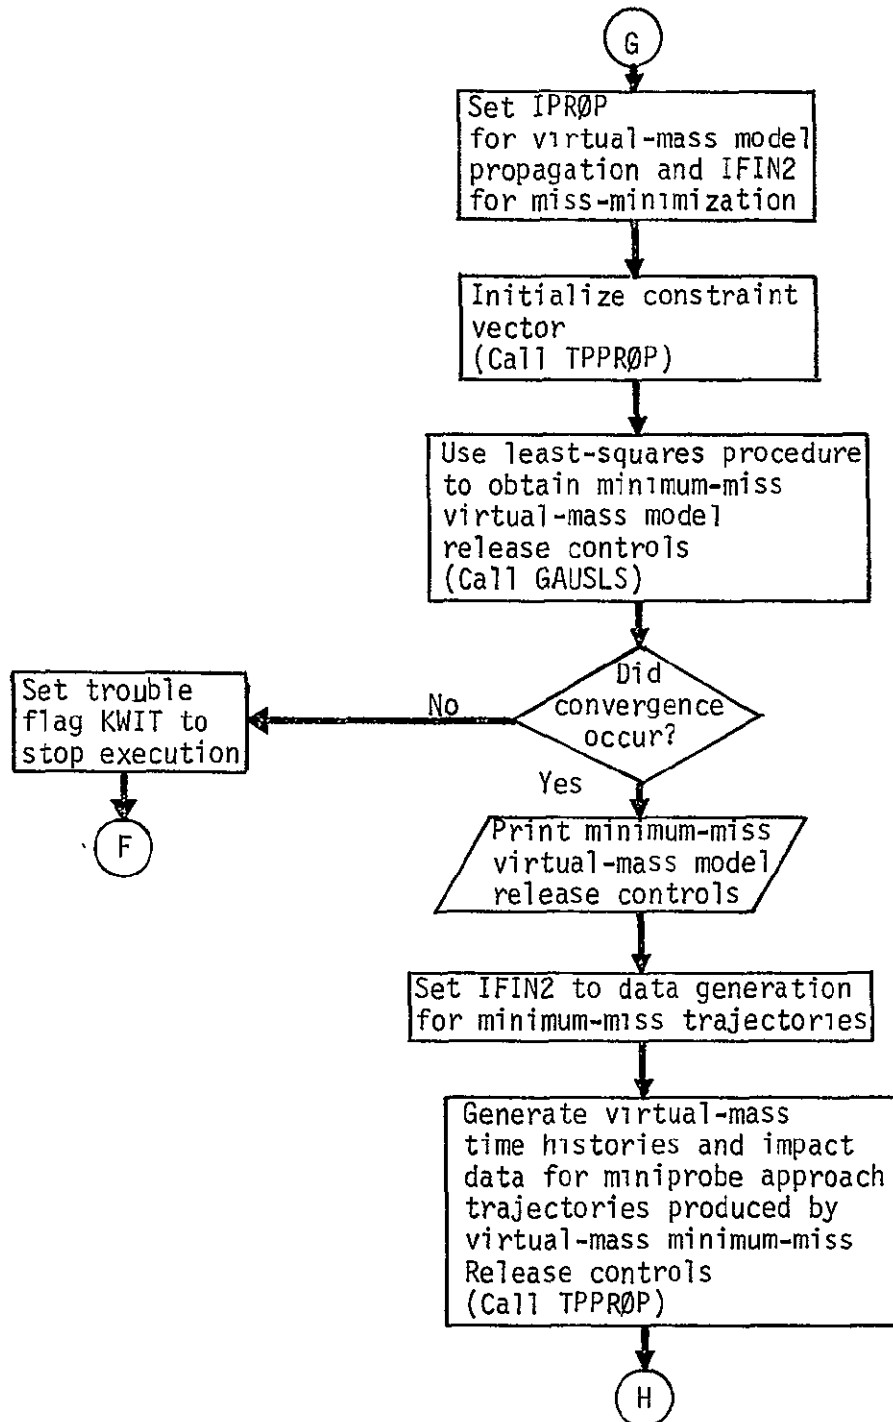 G
Set IPRØP
for virtual-mass model
propagation and IFIN2
for miss-minimization
Initialize constraint
vector
(Call TPPRØP)
Use least-squares procedure
to obtain minimum-miss
virtual-mass model
release controls
(Call GAUSLS)
Did
convergence
occur?
No
Set trouble
flag KWIT to
stop execution
F
Yes
Print minimum-miss
virtual-mass model
release controls
Set IFIN2 to data generation
for minimum-miss trajectories
Generate virtual-mass
time histories and impact
data for miniprobe approach
trajectories produced by
virtual-mass minimum-miss
Release controls
(Call TPPRØP)
H